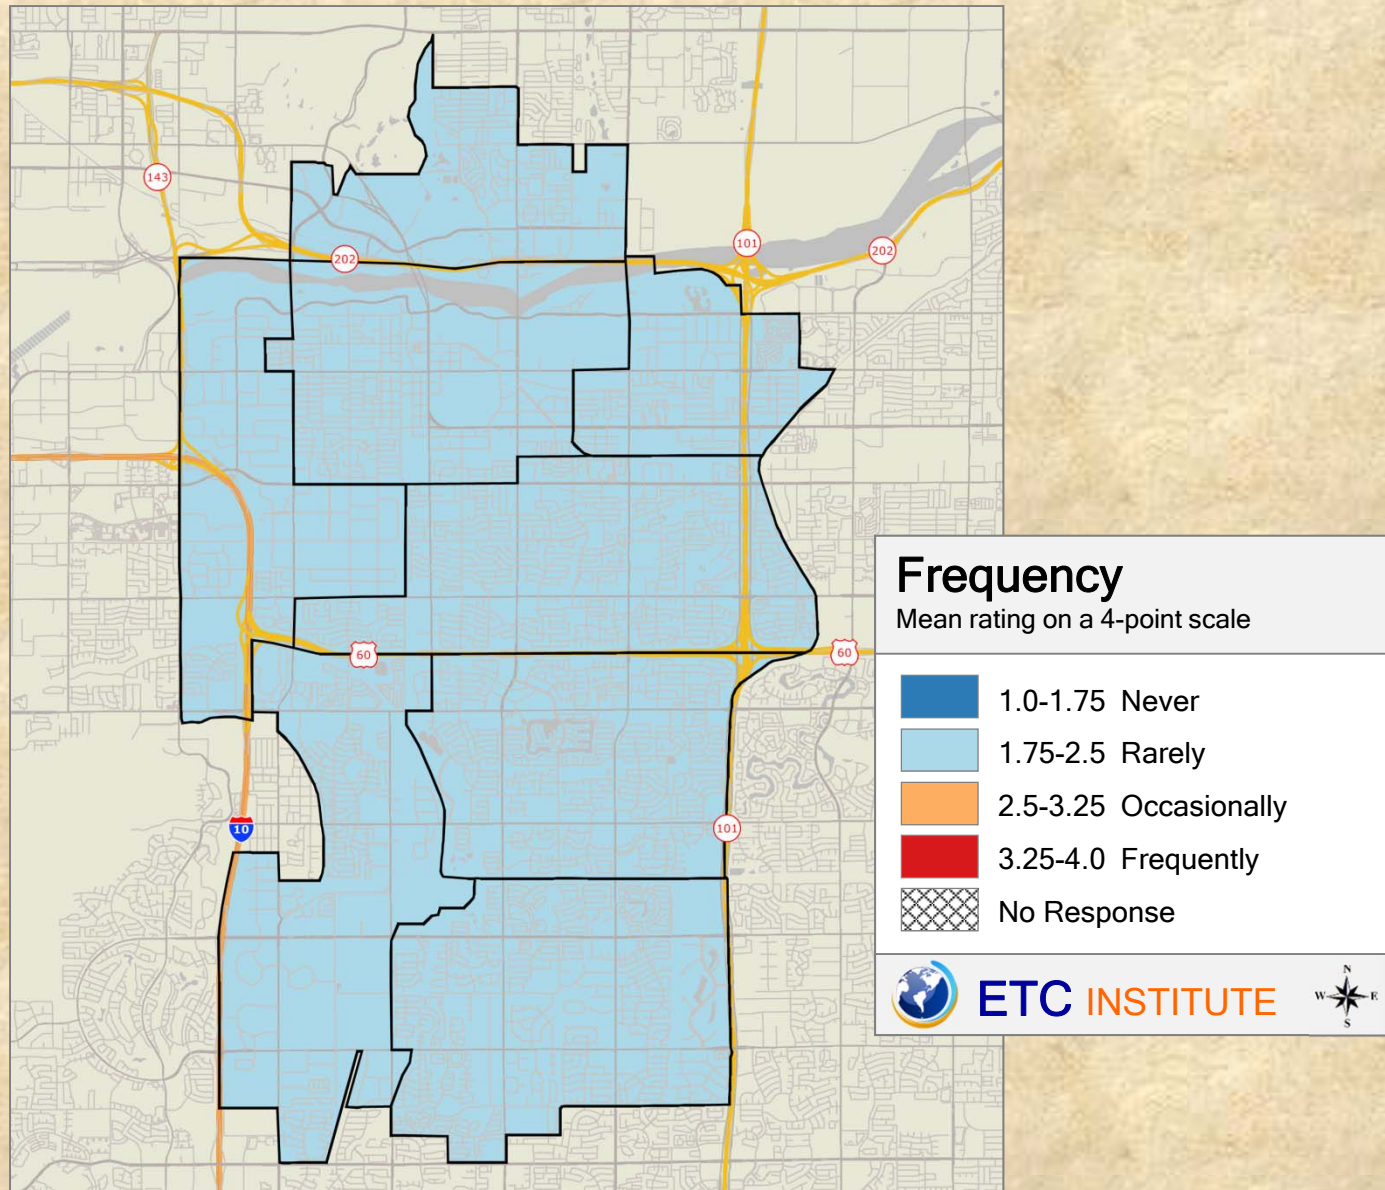 143
202
101
202
60
60
10
101
Frequency
Mean rating on a 4-point scale
1.0-1.75 Never
1.75-2.5 Rarely
2.5-3.25 Occasionally
3.25-4.0 Frequently
No Response
ETC INSTITUTE
N
W E
S